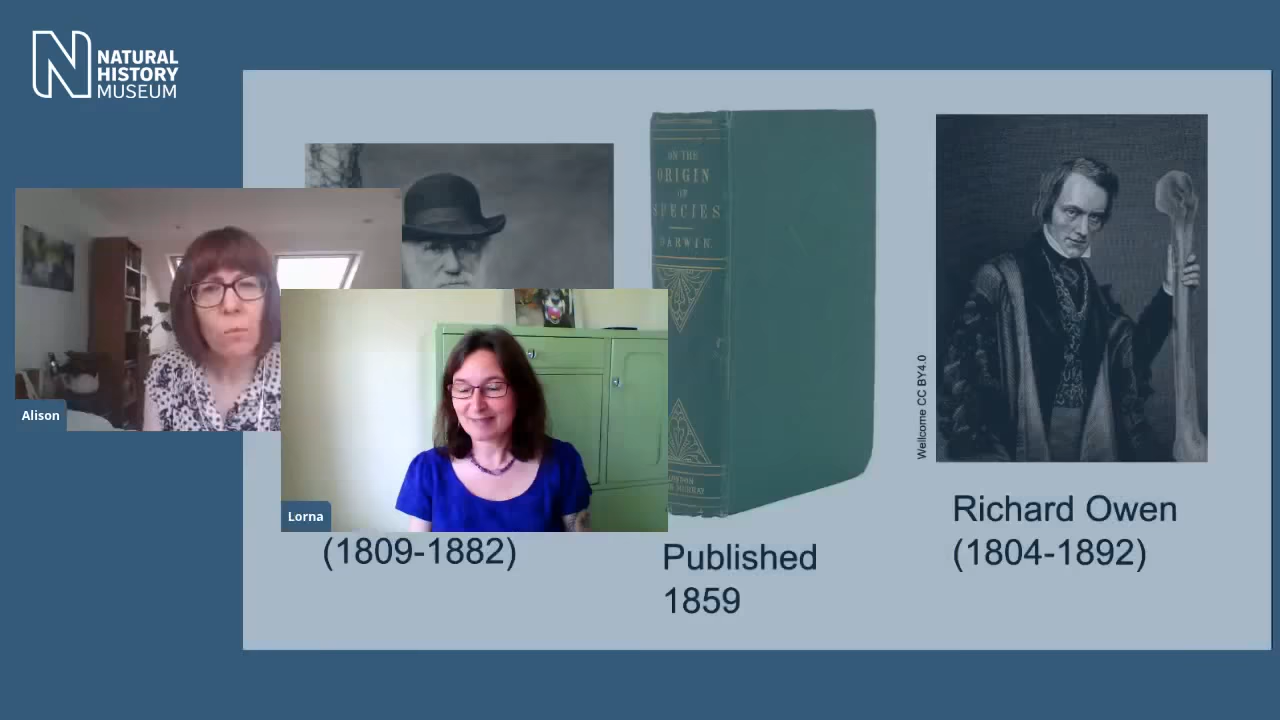 NATURAL
HISTORY
MUSEUM
Alison
Lorna
(1809-1882)
ON THE
ORIGIN
OF
SPECIES
DARWIN.
Published
1859
Wellcome CC BY4.0
Richard Owen
(1804-1892)